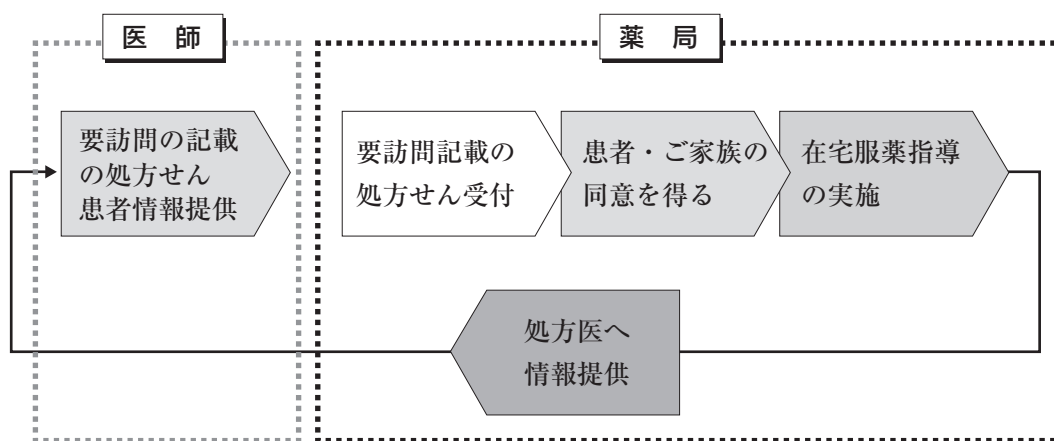 医 師
薬 局
要訪問の記載
の処方せん
患者情報提供
要訪問記載の
処方せん受付
患者・ご家族の
同意を得る
在宅服薬指導
の実施
処方医へ
情報提供